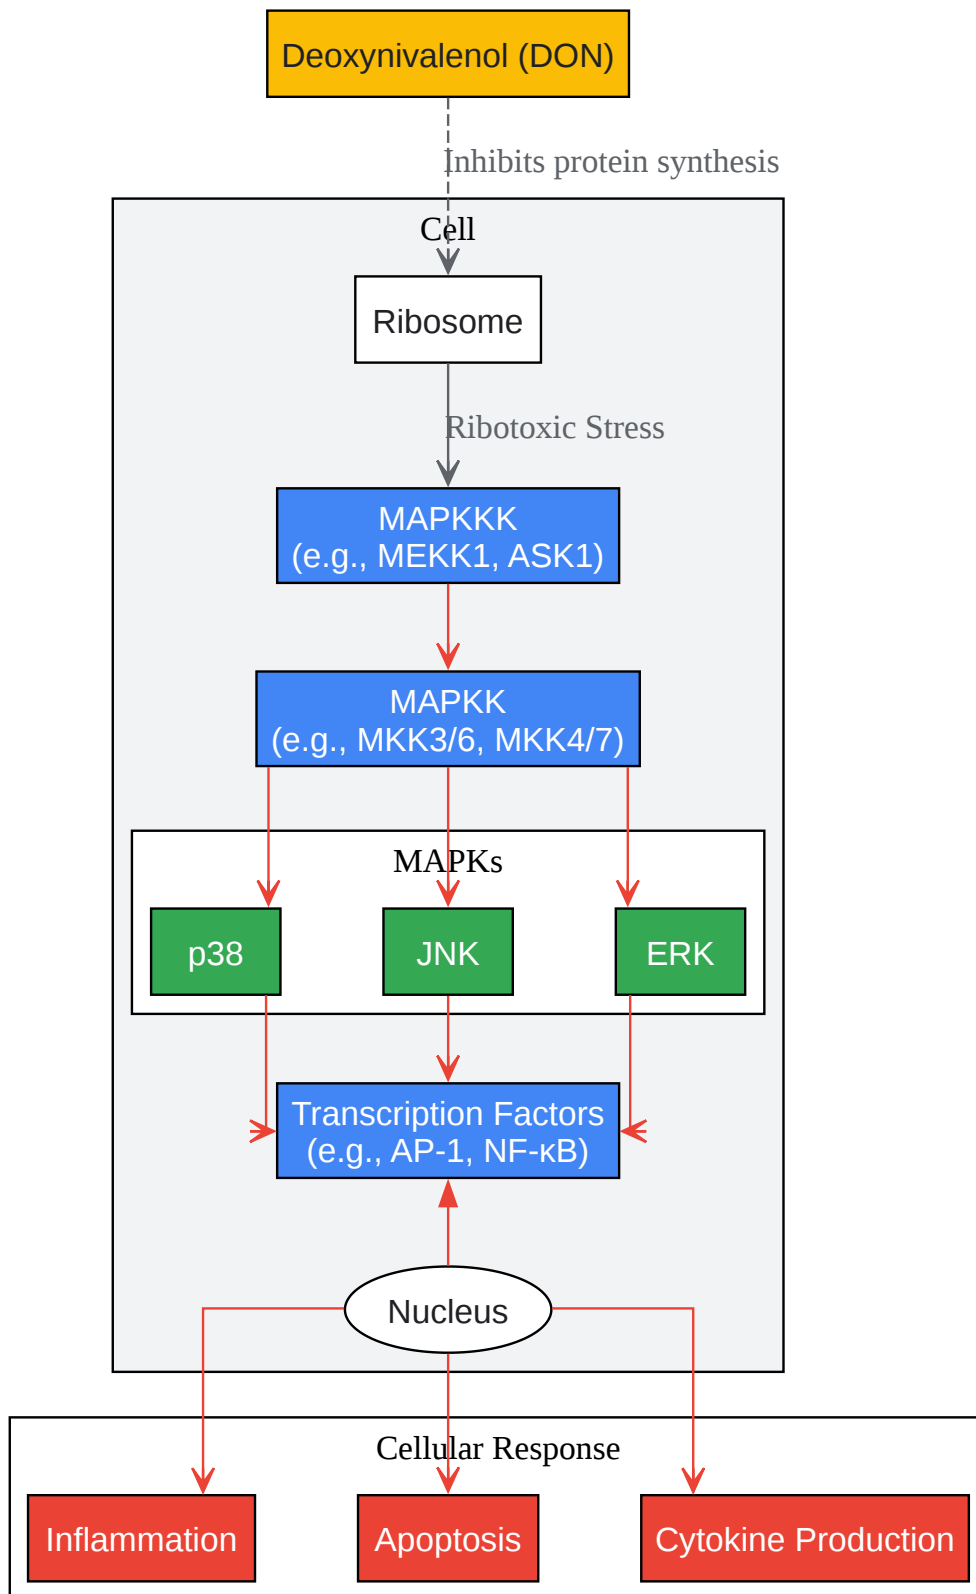 Deoxynivalenol (DON)
Inhibits protein synthesis
Cell
Ribosome
Ribotoxic Stress
MAPKKK
(e.g., MEKK1, ASK1)
MAPKK
(e.g., MKK3/6, MKK4/7)
MAPKs
p38
JNK
ERK
Transcription Factors
(e.g., AP-1, NF-κB)
Nucleus
Cellular Response
Inflammation
Apoptosis
Cytokine Production